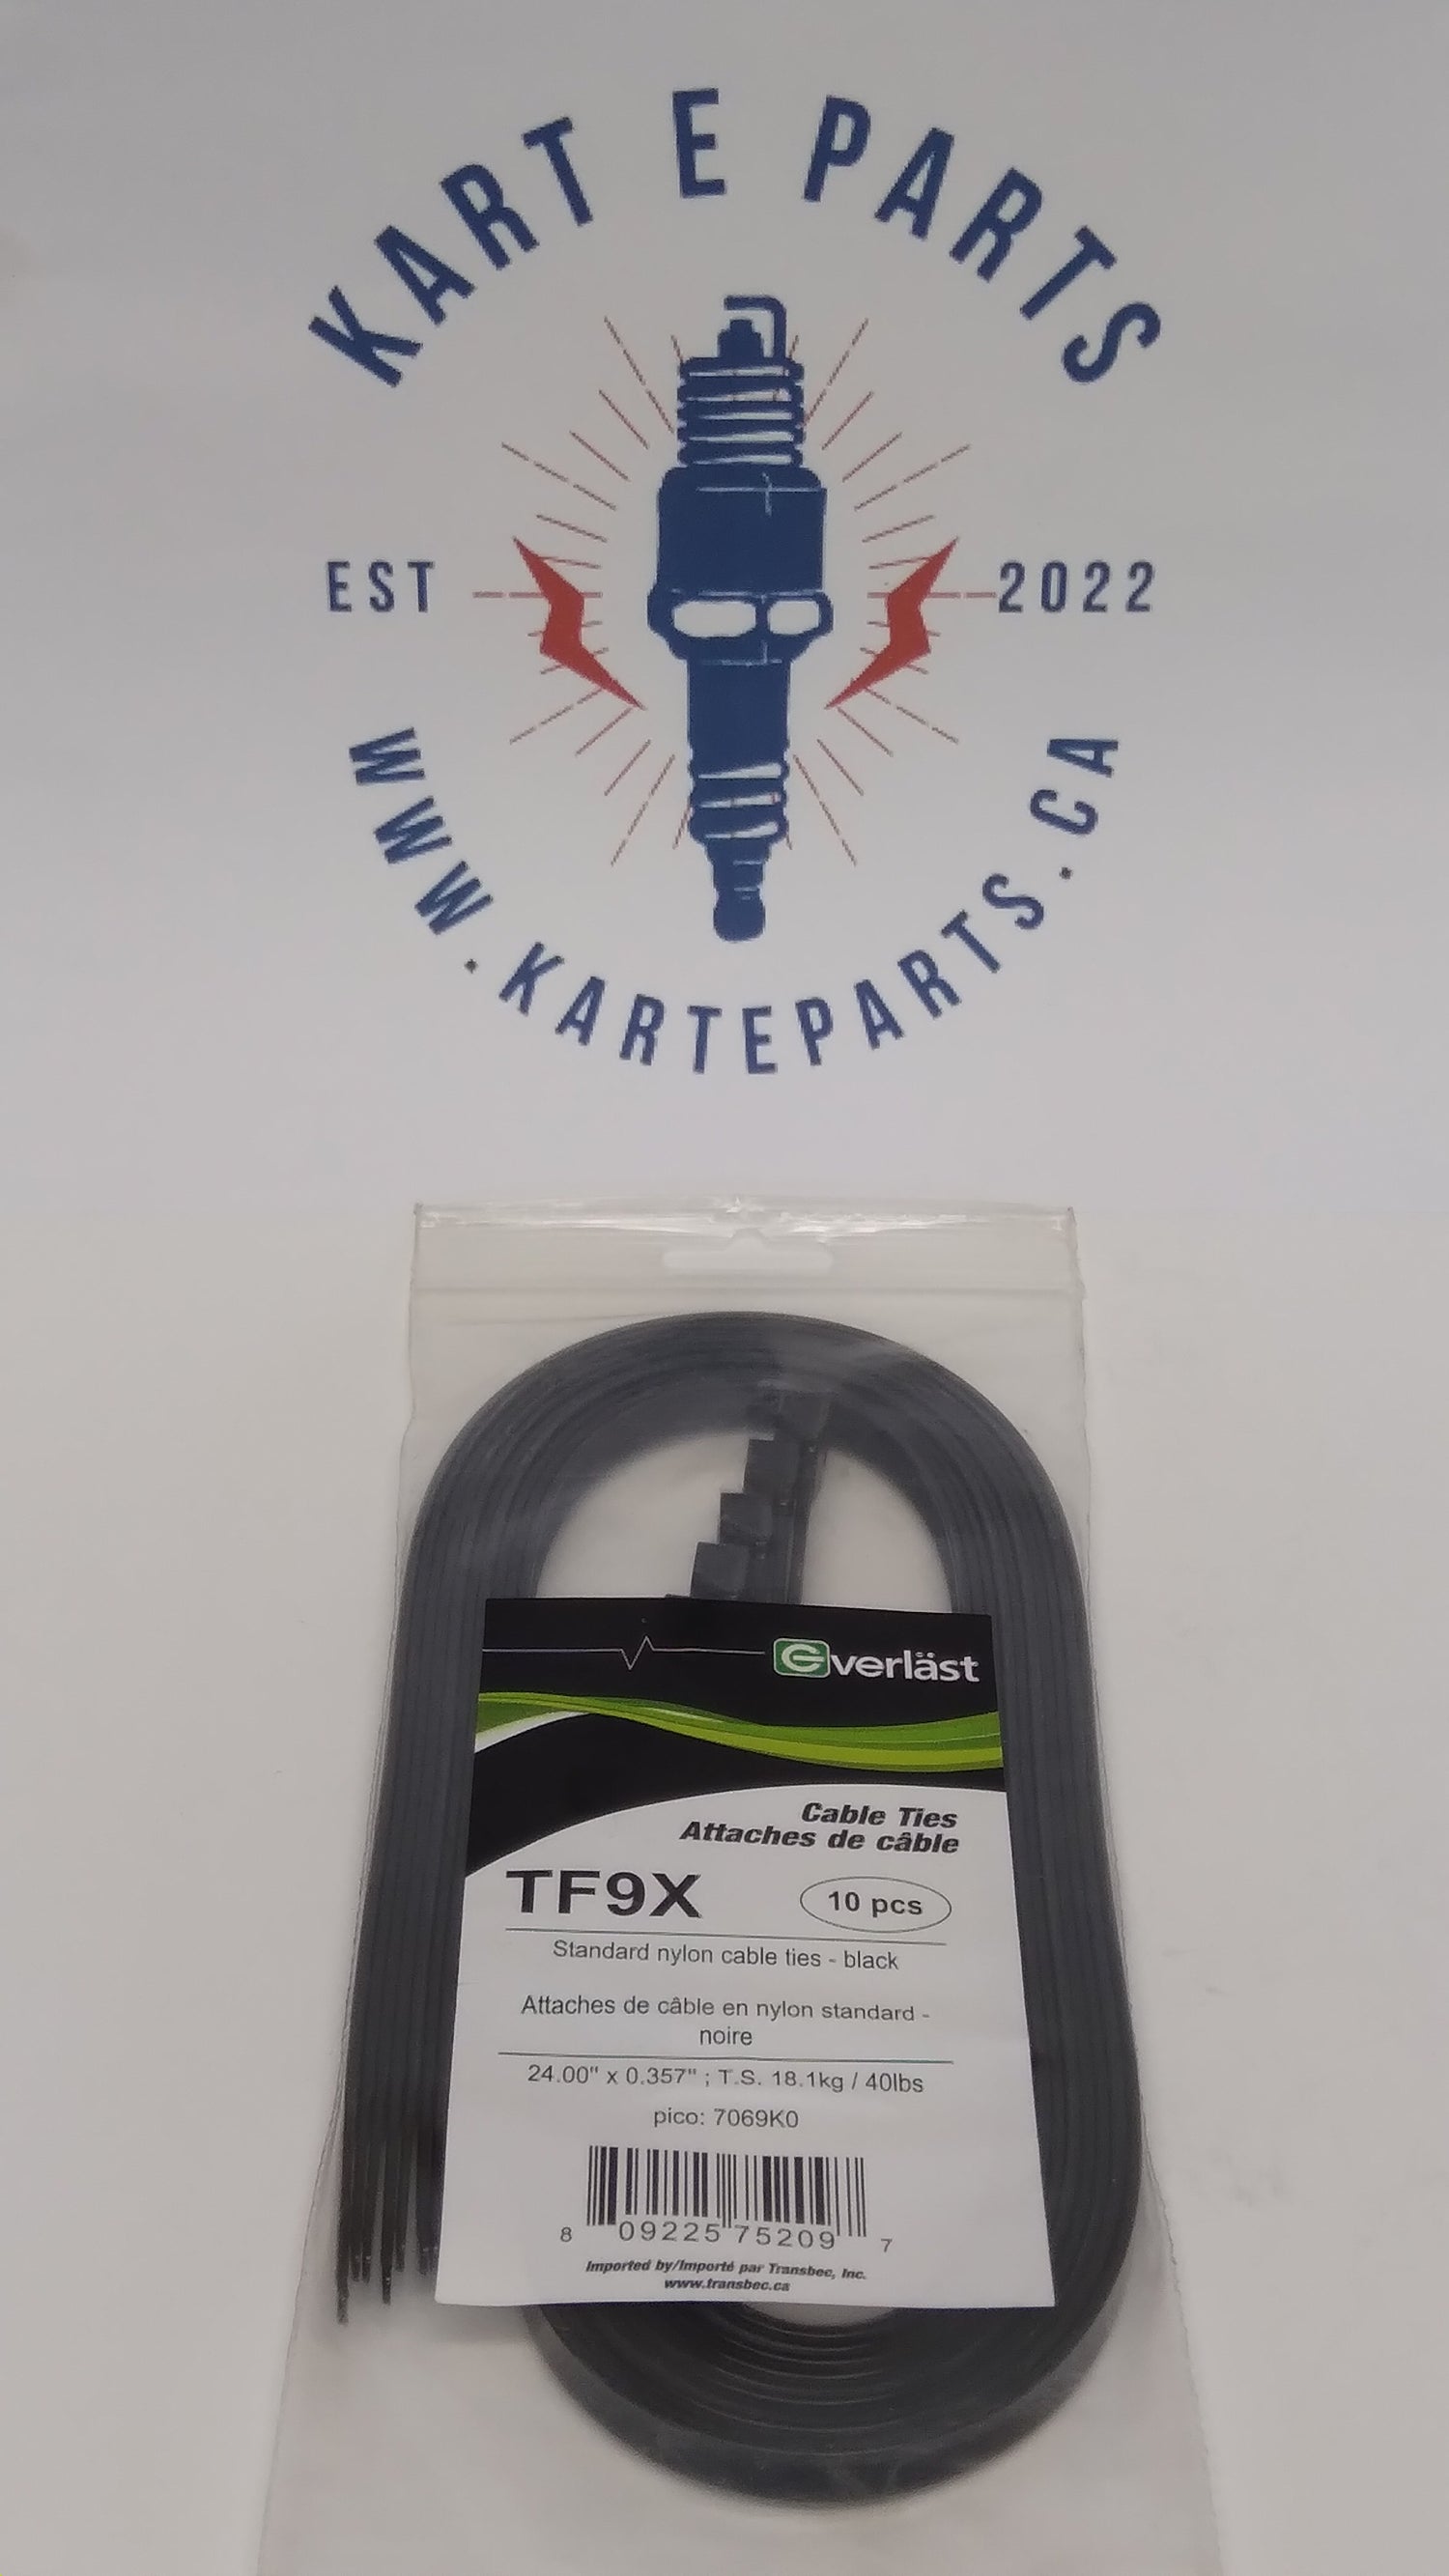 KART E PARTS
EST 2022
WWW.KARTEPARTS.CA
everläst
Cable Ties
Attaches de câble
TF9X 10 pcs
Standard nylon cable ties - black
Attaches de câble en nylon standard -
noire
24.00" x 0.357" ; T.S. 18.1kg / 40lbs
pico: 7069K0
8 09225 75209 7
Imported by/Importé par Transbec, Inc.
www.transbec.ca